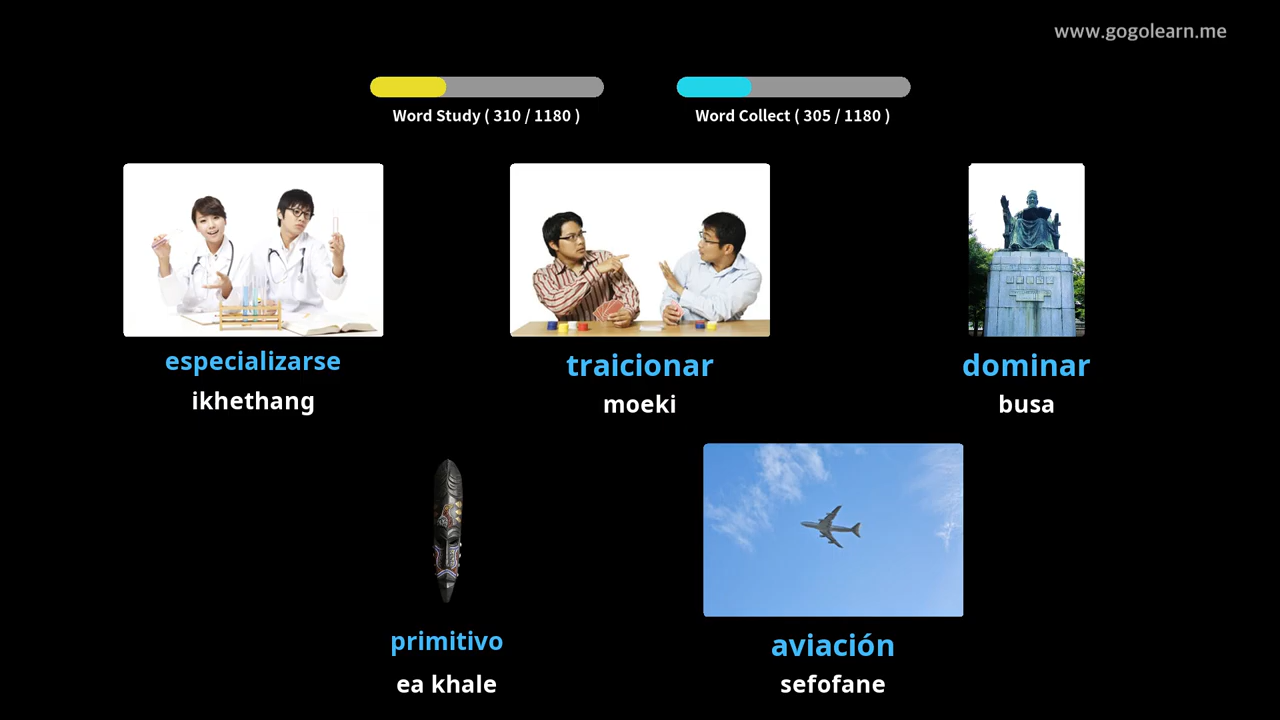 www.gogolearn.me
Word Study ( 310 / 1180 )
Word Collect ( 305 / 1180 )
especializarse
ikhethang
traicionar
moeki
dominar
busa
primitivo
ea khale
aviación
sefofane